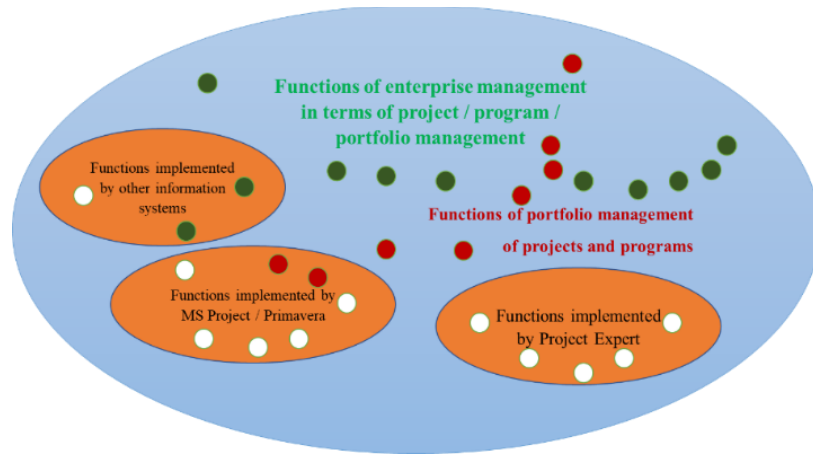 Functions of enterprise management
in terms of project / program /
portfolio management
Functions implemented
by other information
systems
Functions of portfolio management
of projects and programs
Functions implemented by
MS Project / Primavera
Functions implemented
by Project Expert